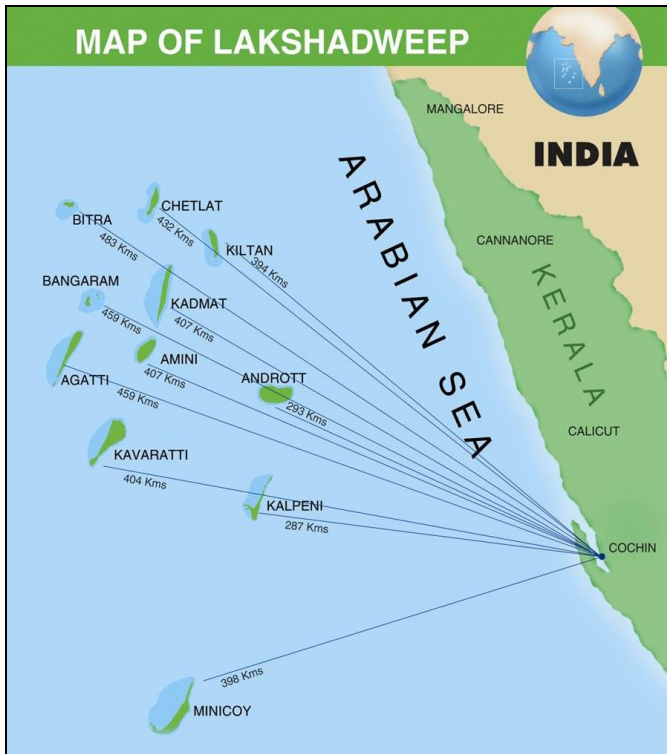 MAP OF LAKSHADWEEP
INDIA
MANGALORE
ARABIAN SEA
CANNANORE
KERALA
CALICUT
COCHIN
CHETLAT
432 Kms
BITRA
483 Kms
KILTAN
394 Kms
BANGARAM
459 Kms
KADMAT
407 Kms
AMINI
407 Kms
AGATTI
459 Kms
ANDROTT
293 Kms
KAVARATTI
404 Kms
KALPENI
287 Kms
398 Kms
MINICOY